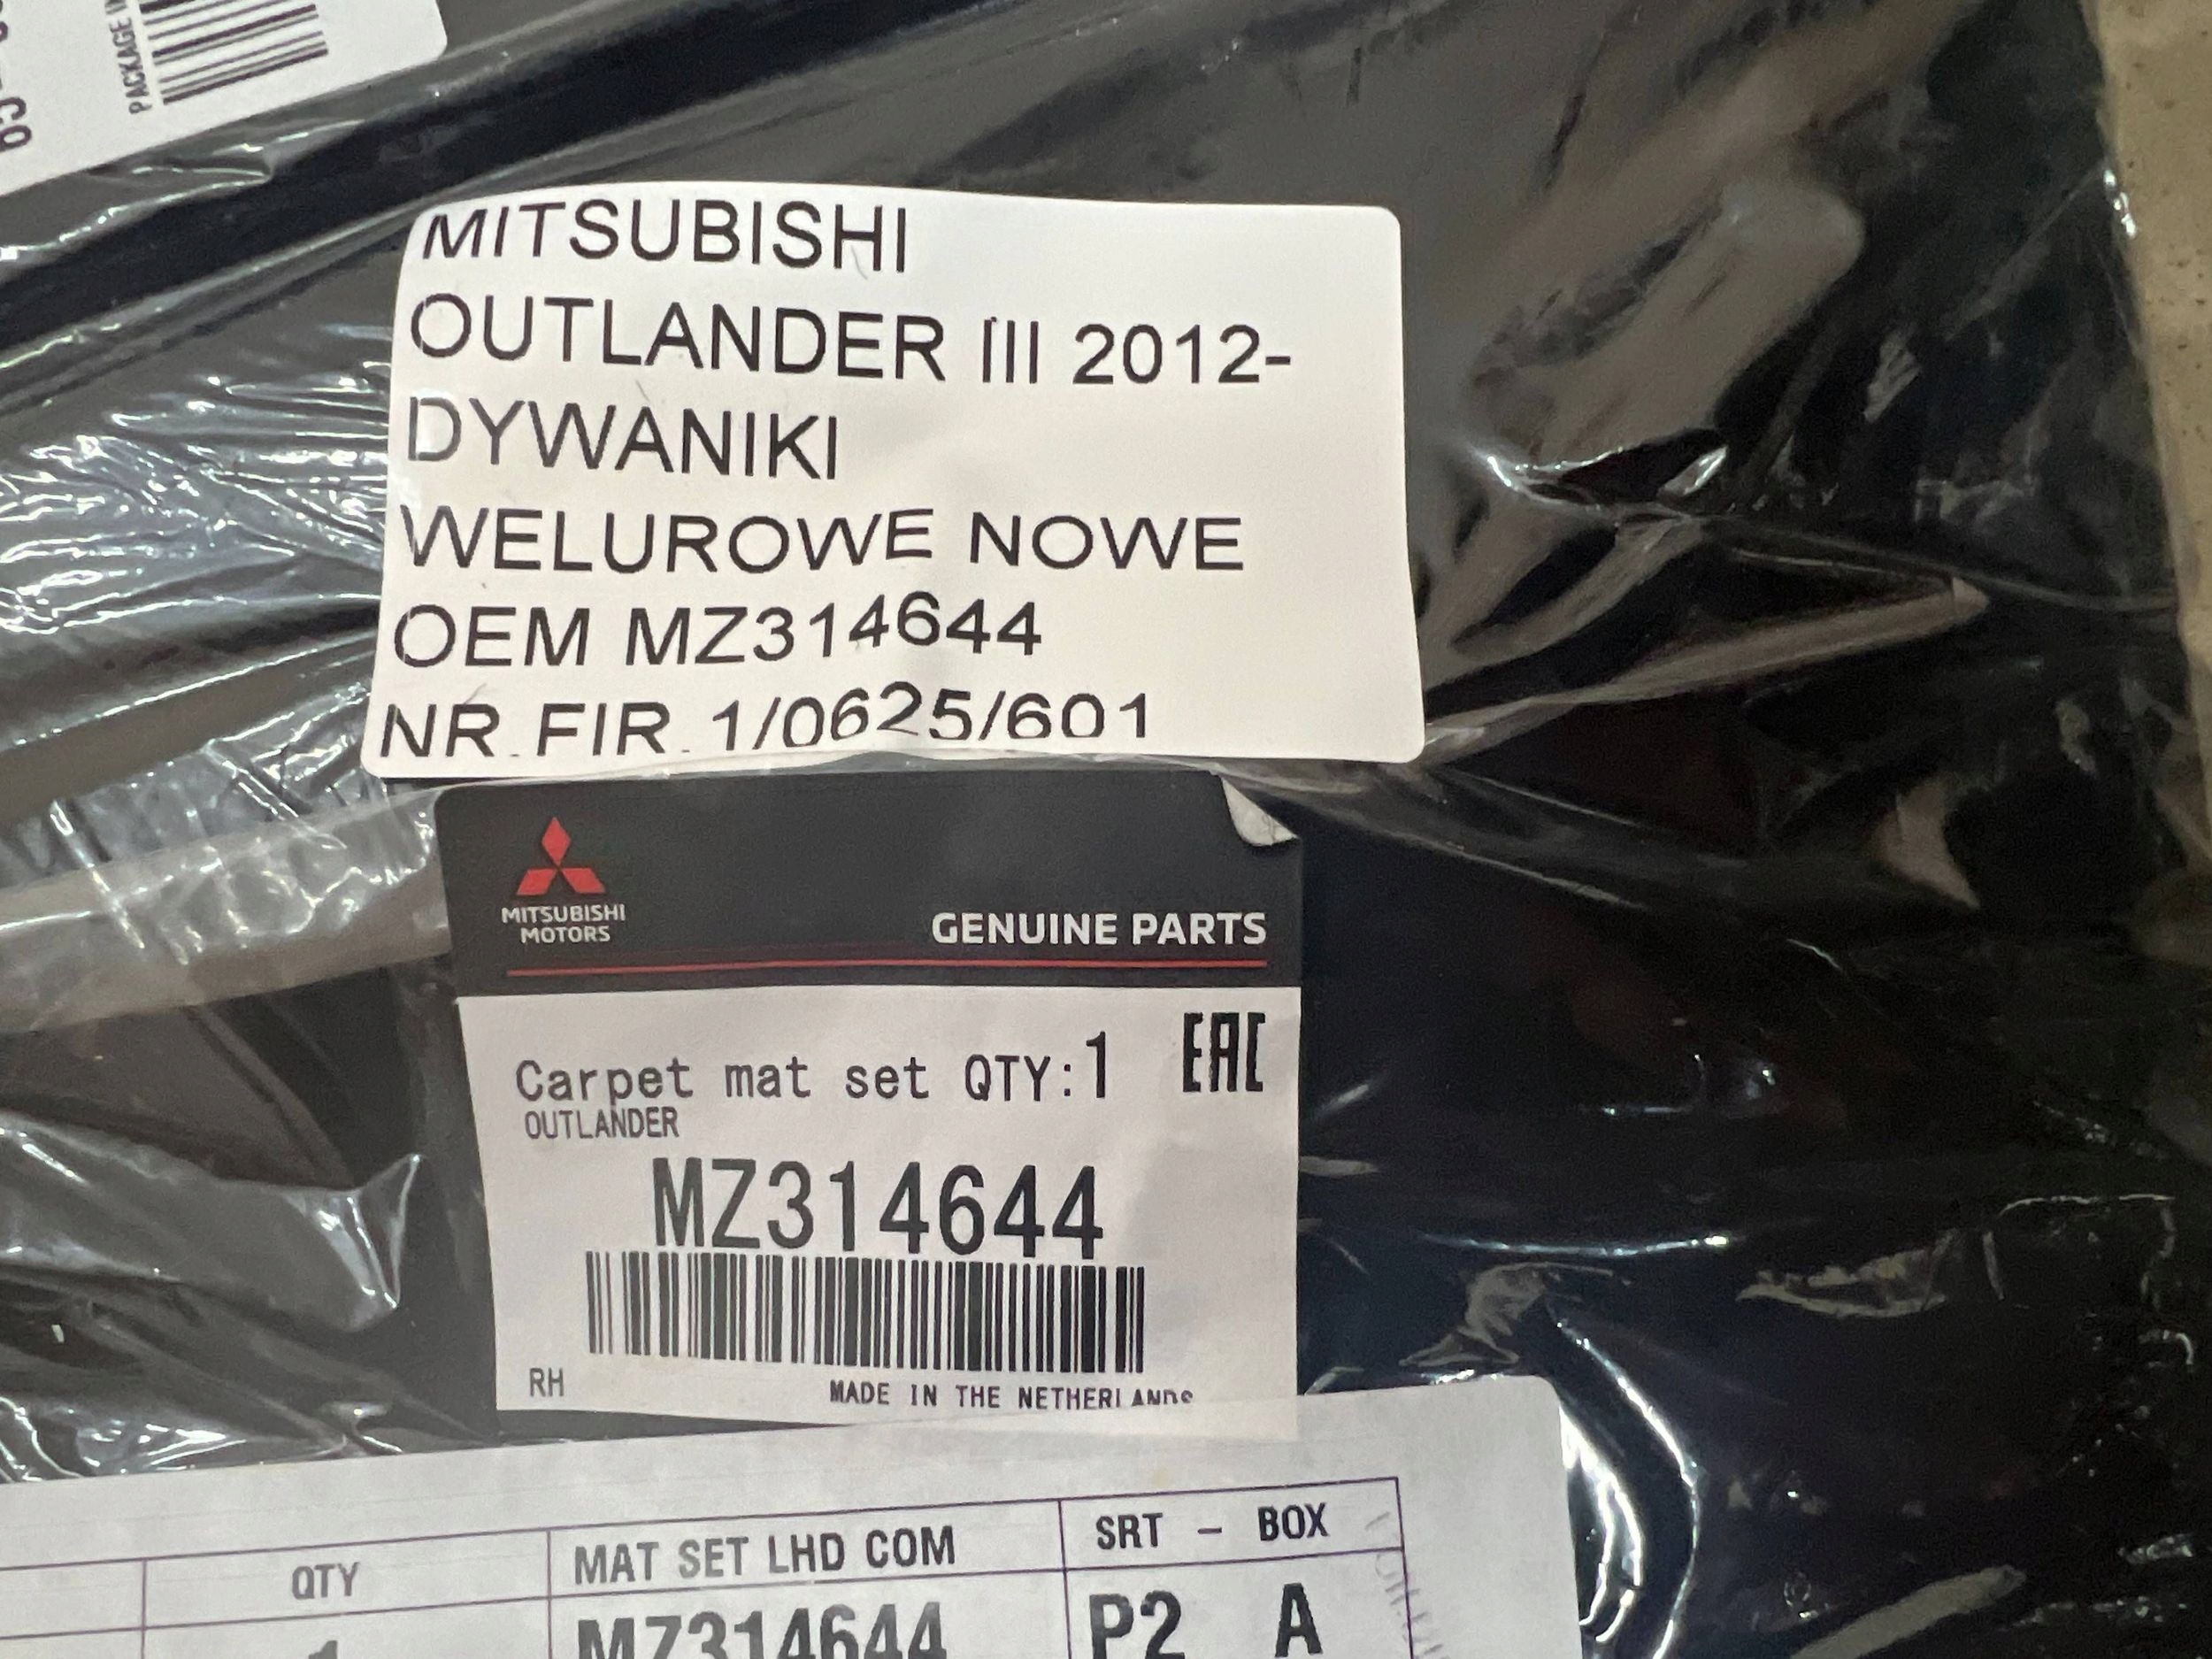 PACKAGE
MITSUBISHI
OUTLANDER III 2012-
DYWANIKI
WELUROWE NOWE
OEM MZ314644
NR.FIR.1/0625/601
MITSUBISHI
MOTORS
GENUINE PARTS
Carpet mat set QTY:1 EAC
OUTLANDER
MZ314644
RH
MADE IN THE NETHERLANDS
QTY MAT SET LHD COM SRT - BOX
1 MZ314644 P2 A